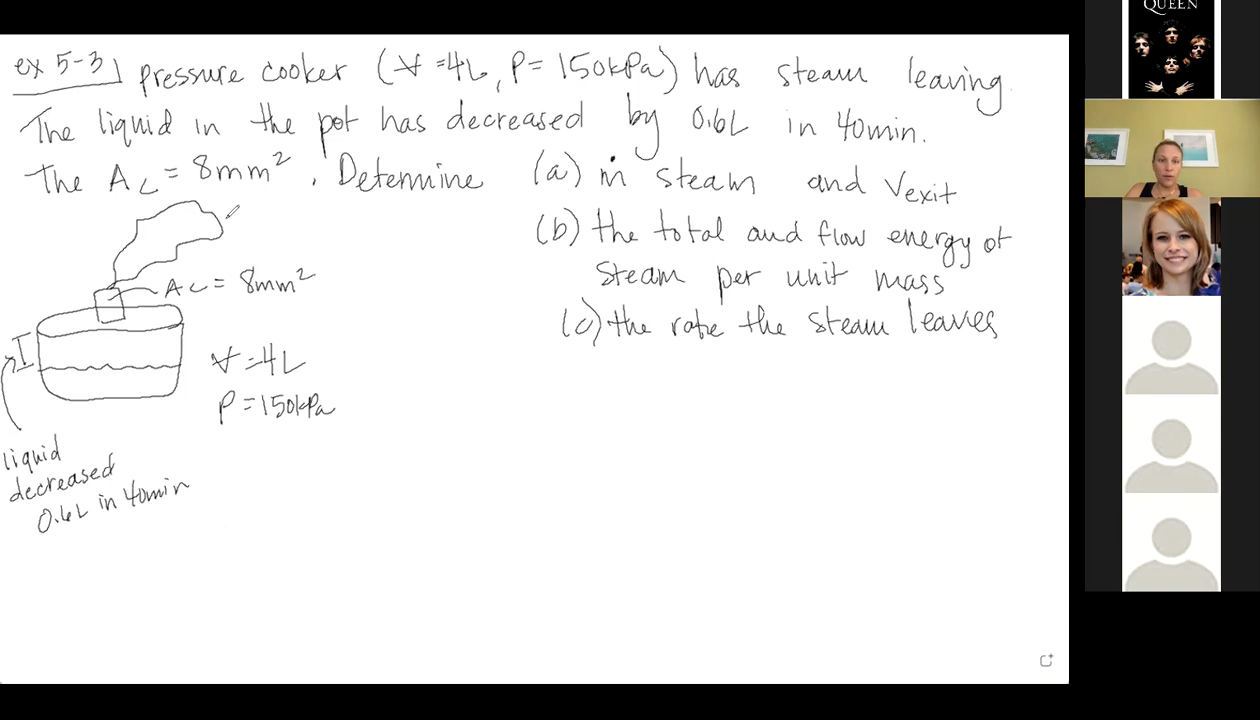 QUEEN
ex 5-3 pressure cooker (V = 4L, P = 150kPa) has steam leaving.
The liquid in the pot has decreased by 0.6L in 40min.
The Ac = 8mm². Determine (a) ṁ steam and Vexit
(b) the total and flow energy of
steam per unit mass
(c) the rate the steam leaves
Ac = 8mm²
V = 4L
P = 150kPa
liquid
decreased
0.6L in 40min